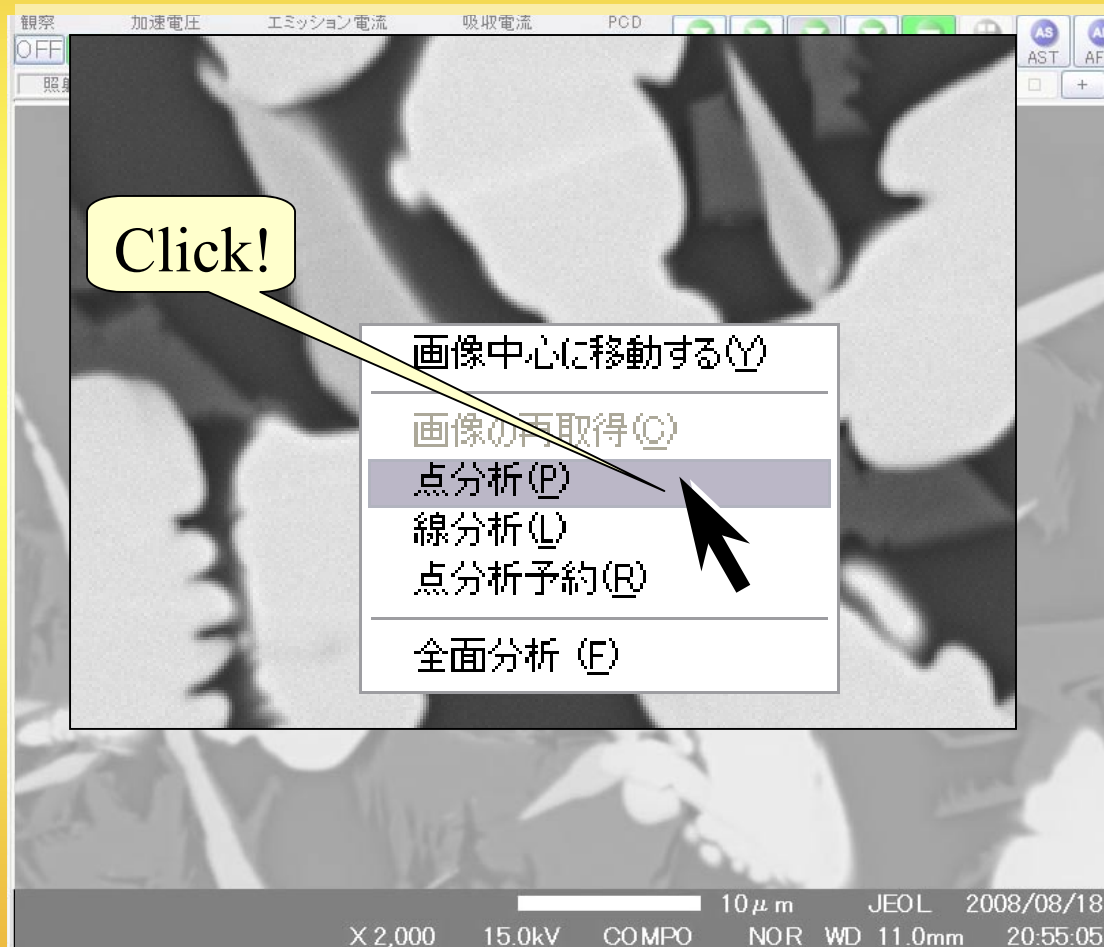 観察 加速電圧 エミッション電流 吸収電流 PCD
OFF AS
AST
照
+
Click!
画像中心に移動する(Y)
画像の再取得(C)
点分析(P)
線分析(L)
点分析予約(R)
全面分析 (F)
10μm JEOL 2008/08/18
X 2,000 15.0kV COMPO NOR WD 11.0mm 20:55:05